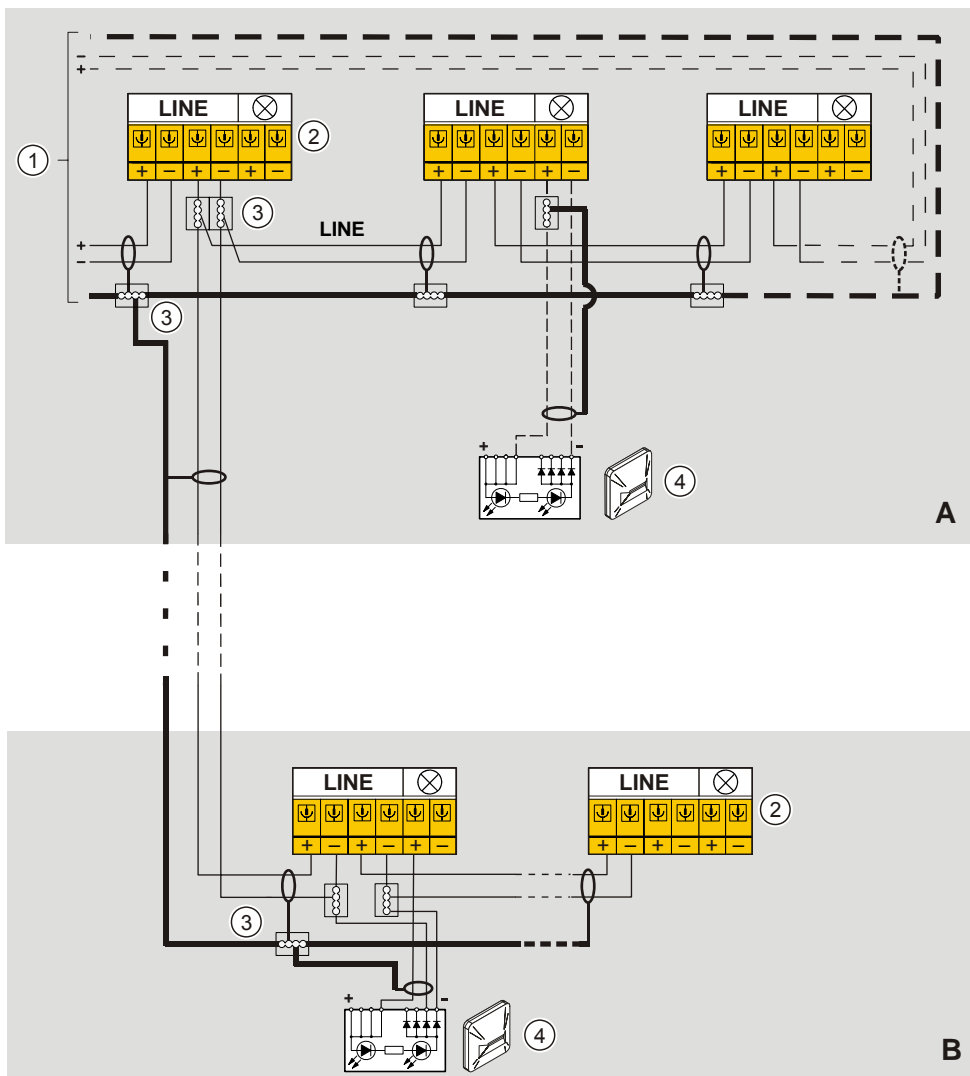 −
+
LINE LINE LINE
2
+ − + − + −
+ − + − + −
+ − + − + −
1
3
LINE
+
−
3
+ -
4
A
LINE LINE
2
+ − + − + −
+ − + − + −
3
+ -
4
B